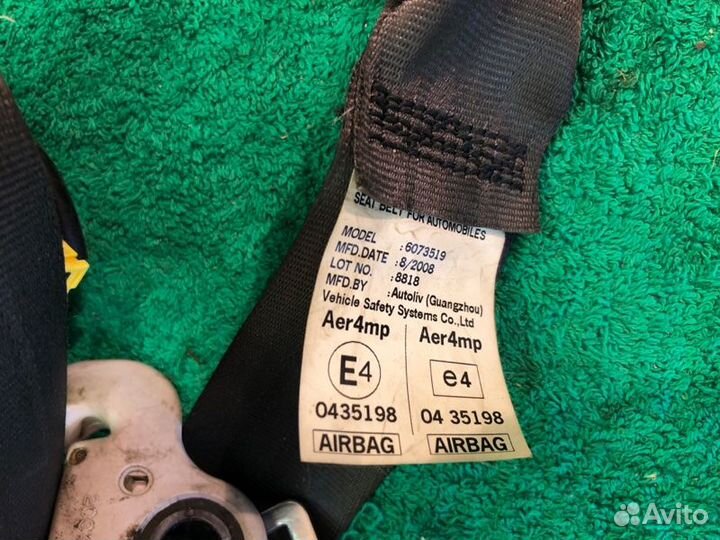 SEAT BELT FOR AUTOMOBILES
MODEL :6073519
MFD.DATE :8/2008
LOT NO. :8818
MFD.BY :Autoliv (Guangzhou)
Vehicle Safety Systems Co.,Ltd
Aer4mp Aer4mp
E4 e4
0435198 04 35198
AIRBAG AIRBAG
Avito